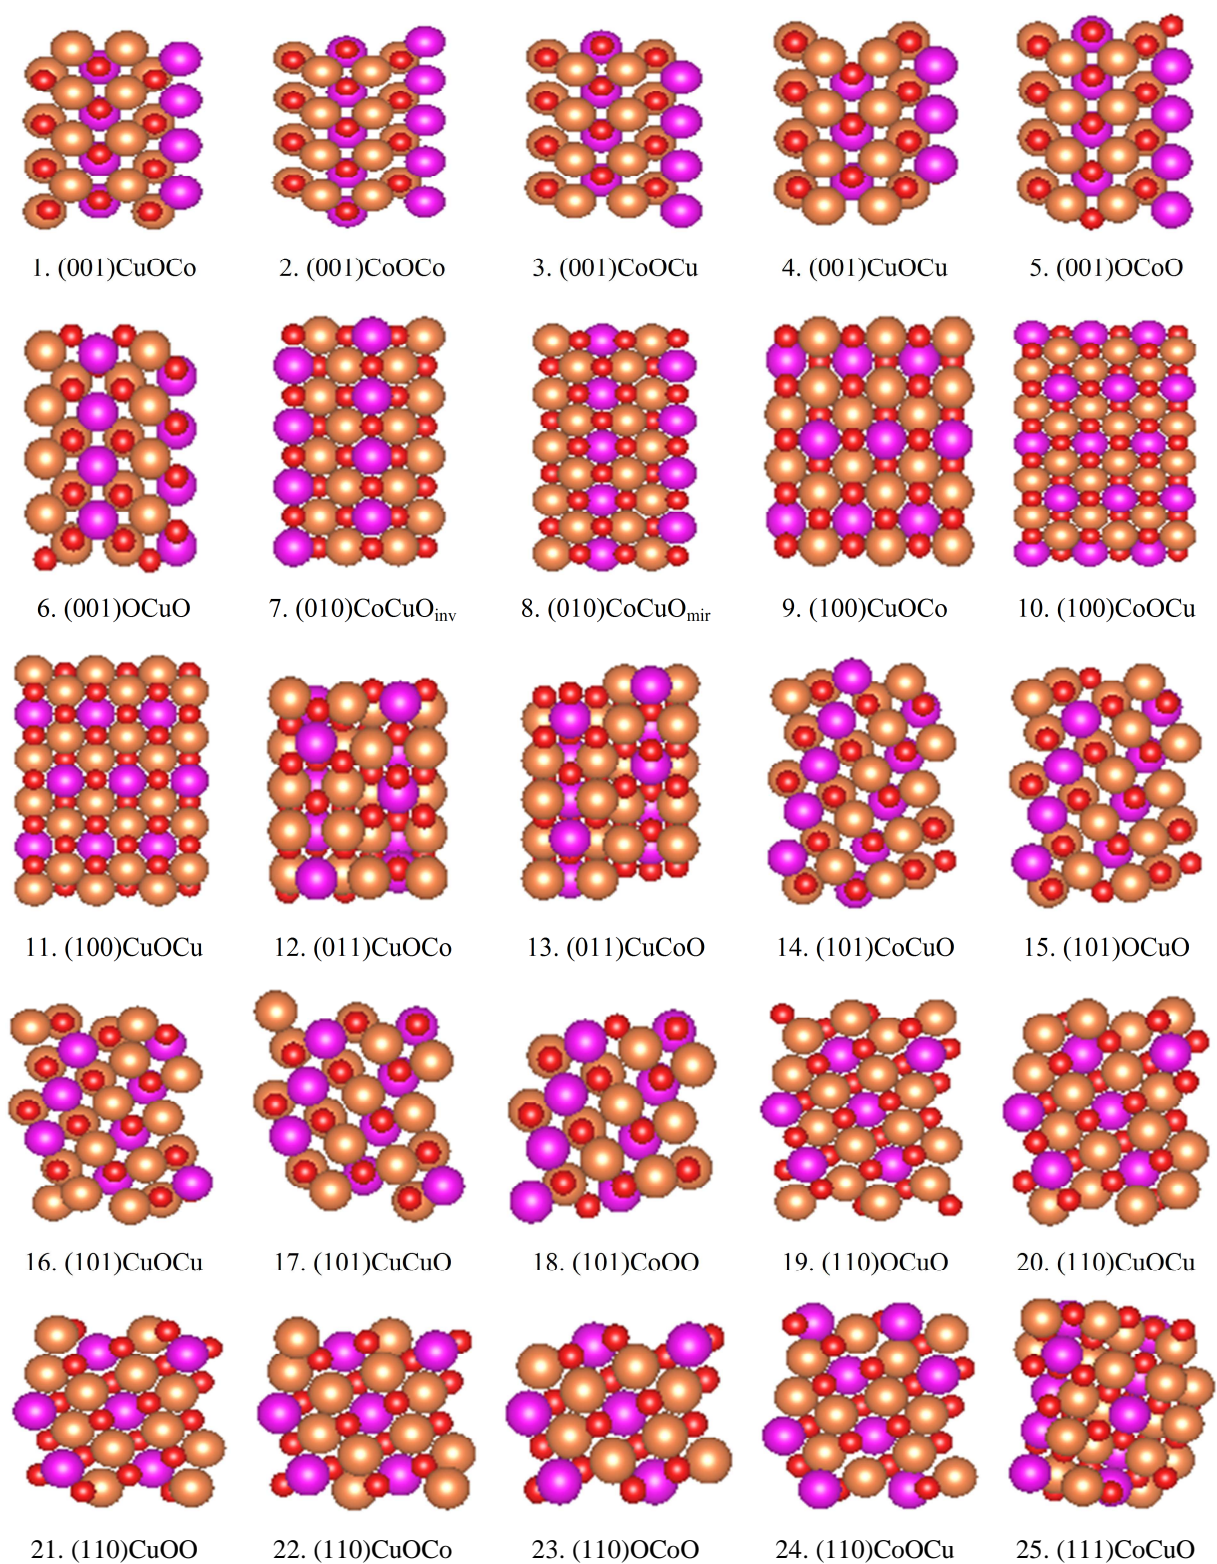 1. (001)CuOCo
2. (001)CoOCo
3. (001)CoOCu
4. (001)CuOCu
5. (001)OCoO
6. (001)OCuO
7. (010)CoCuOinv
8. (010)CoCuOmir
9. (100)CuOCo
10. (100)CoOCu
11. (100)CuOCu
12. (011)CuOCo
13. (011)CuCoO
14. (101)CoCuO
15. (101)OCuO
16. (101)CuOCu
17. (101)CuCuO
18. (101)CoOO
19. (110)OCuO
20. (110)CuOCu
21. (110)CuOO
22. (110)CuOCo
23. (110)OCoO
24. (110)CoOCu
25. (111)CoCuO